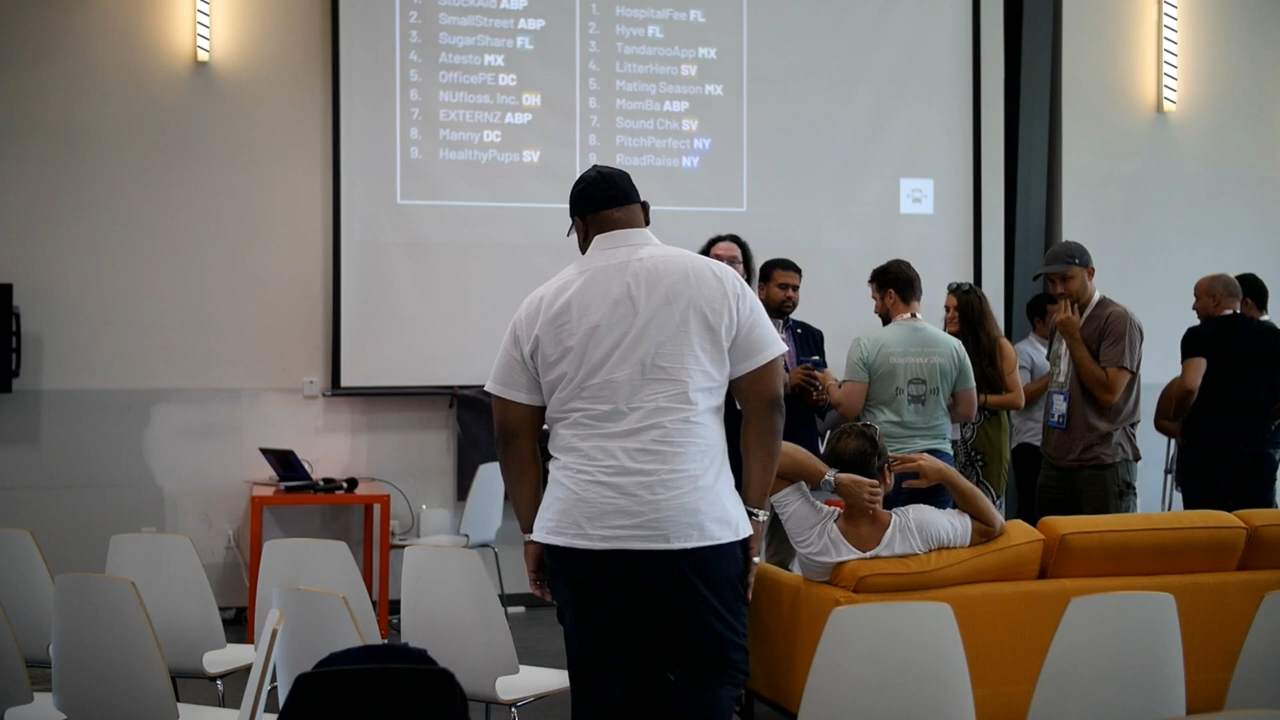 1. StockAid ABP
2. SmallStreet ABP
3. SugarShare FL
4. Atesto MX
5. OfficePE DC
6. NUfloss, Inc. OH
7. EXTERNZ ABP
8. Manny DC
9. HealthyPups SV
1. HospitalFee FL
2. Hyve FL
3. TandarooApp MX
4. LitterHero SV
5. Mating Season MX
6. MomBa ABP
7. Sound Chk SV
8. PitchPerfect NY
9. RoadRaise NY